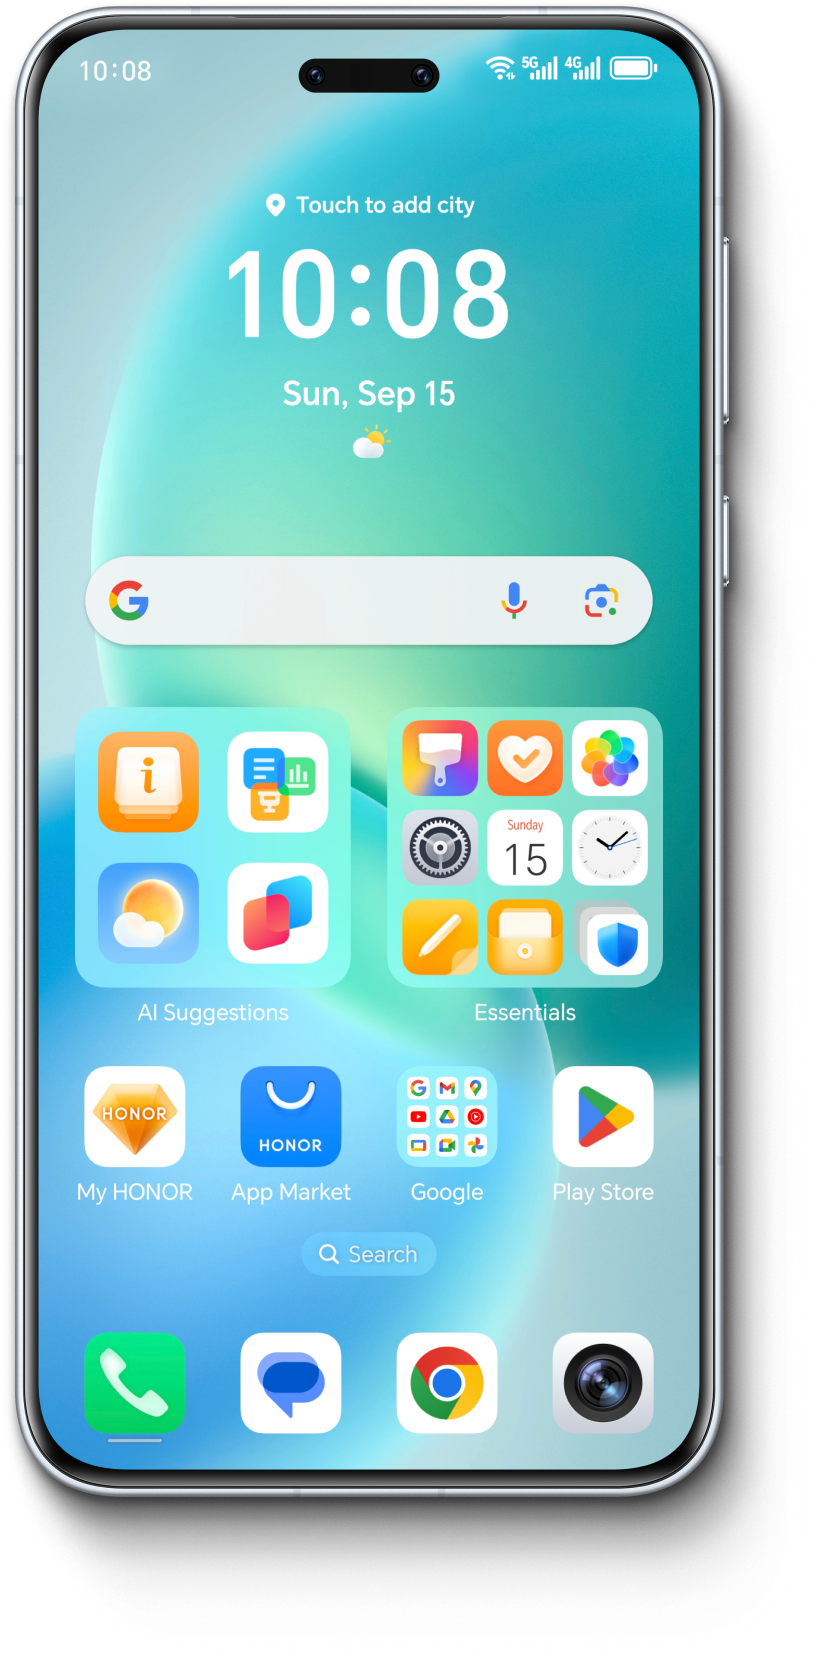 10:08
5G 4G
Touch to add city
10:08
Sun, Sep 15
i
Sunday
15
AI Suggestions
Essentials
HONOR
HONOR
My HONOR
App Market
Google
Play Store
Search